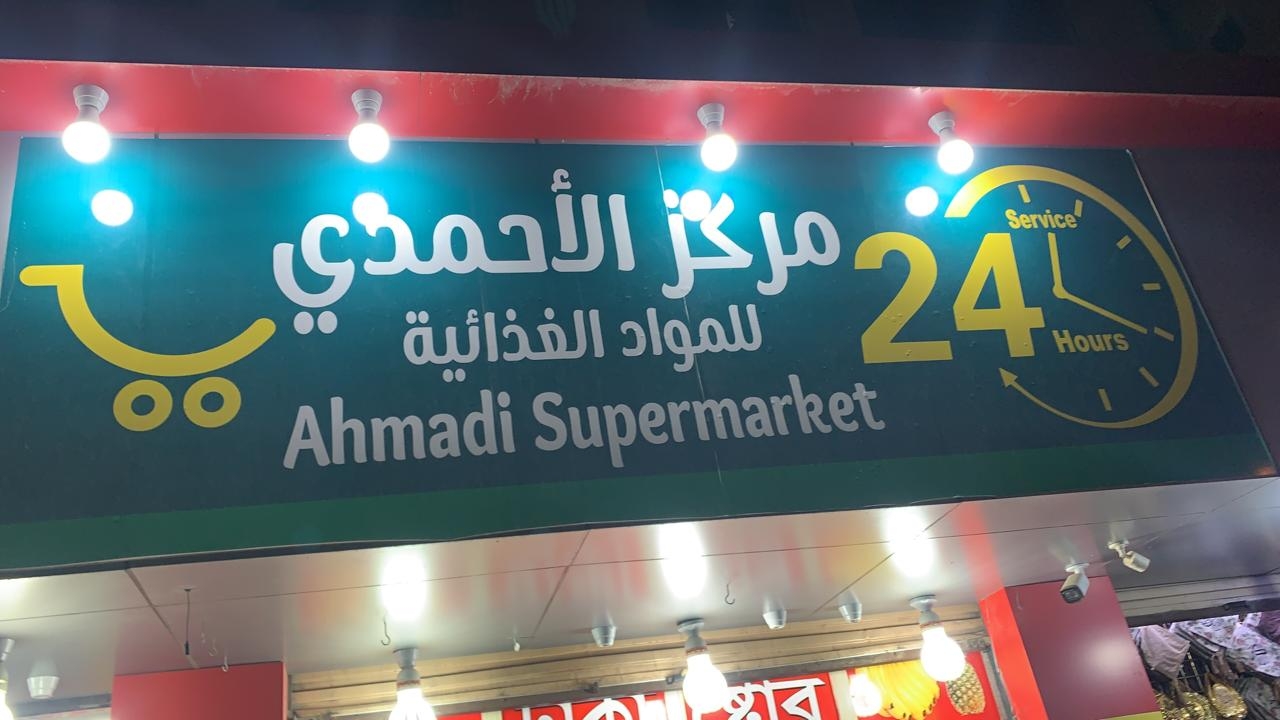 مركز الأحمدي
للمواد الغذائية
Ahmadi Supermarket
Service
24
Hours